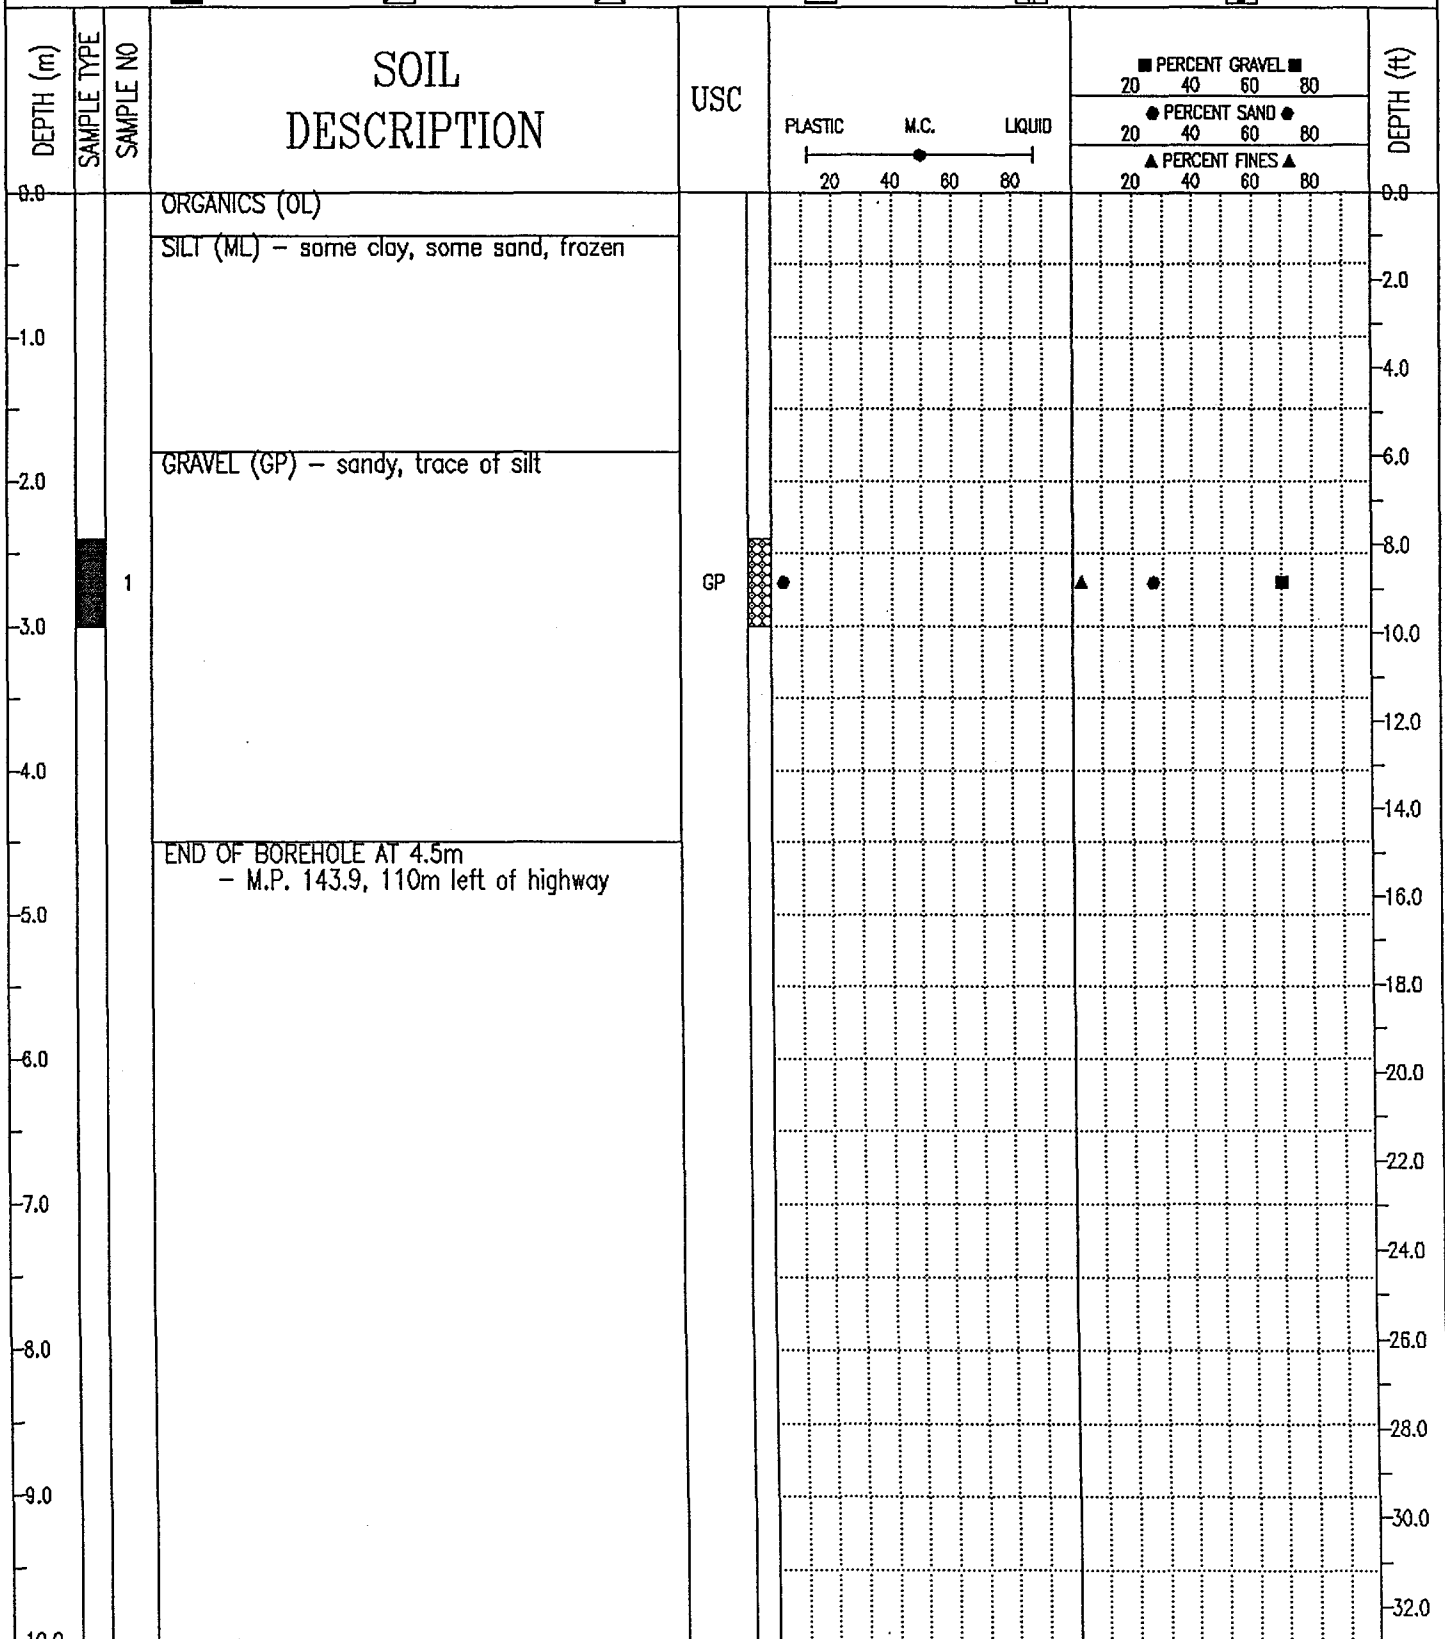 DEPTH (m)
SAMPLE TYPE
SAMPLE NO
SOIL
DESCRIPTION
USC
PLASTIC M.C. LIQUID
20 40 60 80
■ PERCENT GRAVEL ■
20 40 60 80
● PERCENT SAND ●
20 40 60 80
▲ PERCENT FINES ▲
20 40 60 80
DEPTH (ft)
0.0
ORGANICS (OL)
0.0
SILT (ML) – some clay, some sand, frozen
2.0
1.0
4.0
GRAVEL (GP) – sandy, trace of silt
6.0
2.0
8.0
1
GP
3.0
10.0
12.0
4.0
14.0
END OF BOREHOLE AT 4.5m
– M.P. 143.9, 110m left of highway
16.0
5.0
18.0
6.0
20.0
22.0
7.0
24.0
8.0
26.0
28.0
9.0
30.0
32.0